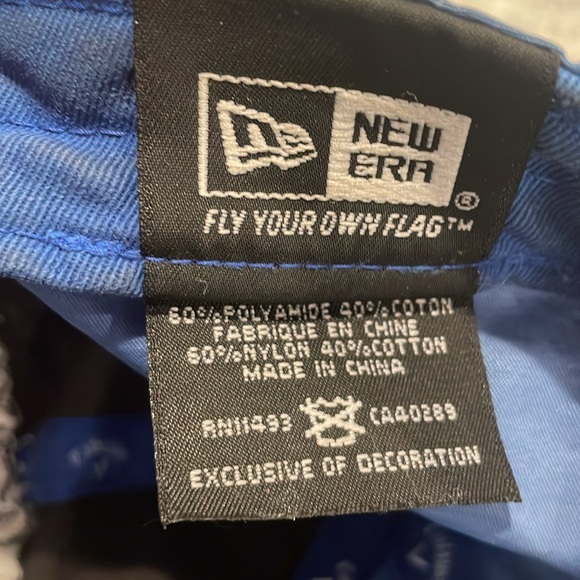 NE
NEW
ERA
®
FLY YOUR OWN FLAG™
60% POLYAMIDE 40% COTON
FABRIQUE EN CHINE
60% NYLON 40% COTTON
MADE IN CHINA
RN11493 CA40289
EXCLUSIVE OF DECORATION